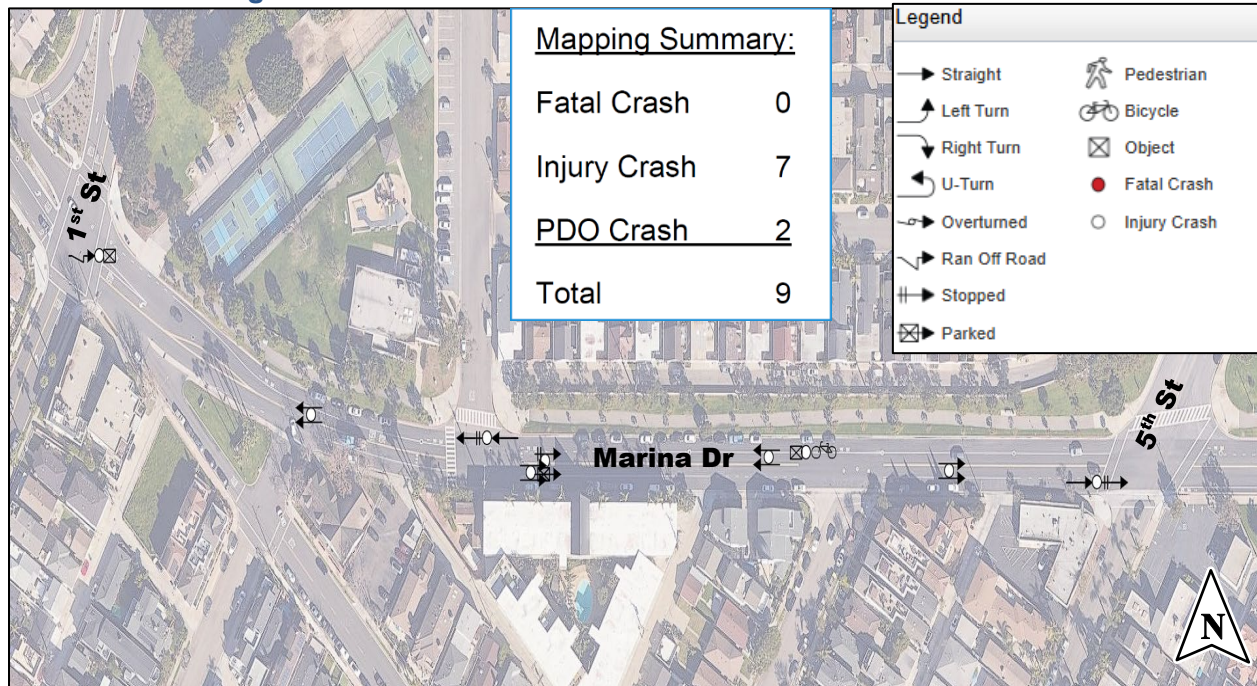 Mapping Summary:
Fatal Crash 0
Injury Crash 7
PDO Crash 2
Total 9
Legend
Straight
Left Turn
Right Turn
U-Turn
Overturned
Ran Off Road
Stopped
Parked
Pedestrian
Bicycle
Object
Fatal Crash
Injury Crash
1st St
Marina Dr
5th St
N